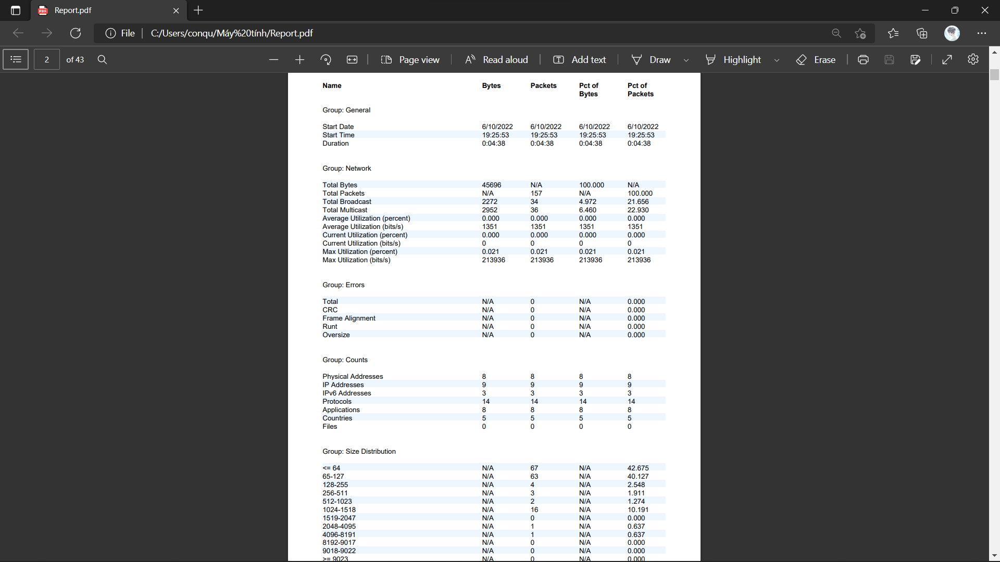 Report.pdf
File C:/Users/conqu/Máy%20tính/Report.pdf
2 of 43 Page view Read aloud Add text Draw Highlight Erase
Name Bytes Packets Pct of Bytes Pct of Packets
Group: General
Start Date 6/10/2022 6/10/2022 6/10/2022 6/10/2022
Start Time 19:25:53 19:25:53 19:25:53 19:25:53
Duration 0:04:38 0:04:38 0:04:38 0:04:38
Group: Network
Total Bytes 45696 N/A 100.000 N/A
Total Packets N/A 157 N/A 100.000
Total Broadcast 2272 34 4.972 21.656
Total Multicast 2952 36 6.460 22.930
Average Utilization (percent) 0.000 0.000 0.000 0.000
Average Utilization (bits/s) 1351 1351 1351 1351
Current Utilization (percent) 0.000 0.000 0.000 0.000
Current Utilization (bits/s) 0 0 0 0
Max Utilization (percent) 0.021 0.021 0.021 0.021
Max Utilization (bits/s) 213936 213936 213936 213936
Group: Errors
Total N/A 0 N/A 0.000
CRC N/A 0 N/A 0.000
Frame Alignment N/A 0 N/A 0.000
Runt N/A 0 N/A 0.000
Oversize N/A 0 N/A 0.000
Group: Counts
Physical Addresses 8 8 8 8
IP Addresses 9 9 9 9
IPv6 Addresses 3 3 3 3
Protocols 14 14 14 14
Applications 8 8 8 8
Countries 5 5 5 5
Files 0 0 0 0
Group: Size Distribution
<= 64 N/A 67 N/A 42.675
65-127 N/A 63 N/A 40.127
128-255 N/A 4 N/A 2.548
256-511 N/A 3 N/A 1.911
512-1023 N/A 2 N/A 1.274
1024-1518 N/A 16 N/A 10.191
1519-2047 N/A 0 N/A 0.000
2048-4095 N/A 1 N/A 0.637
4096-8191 N/A 1 N/A 0.637
8192-9017 N/A 0 N/A 0.000
9018-9022 N/A 0 N/A 0.000
>= 9023 N/A 0 N/A 0.000